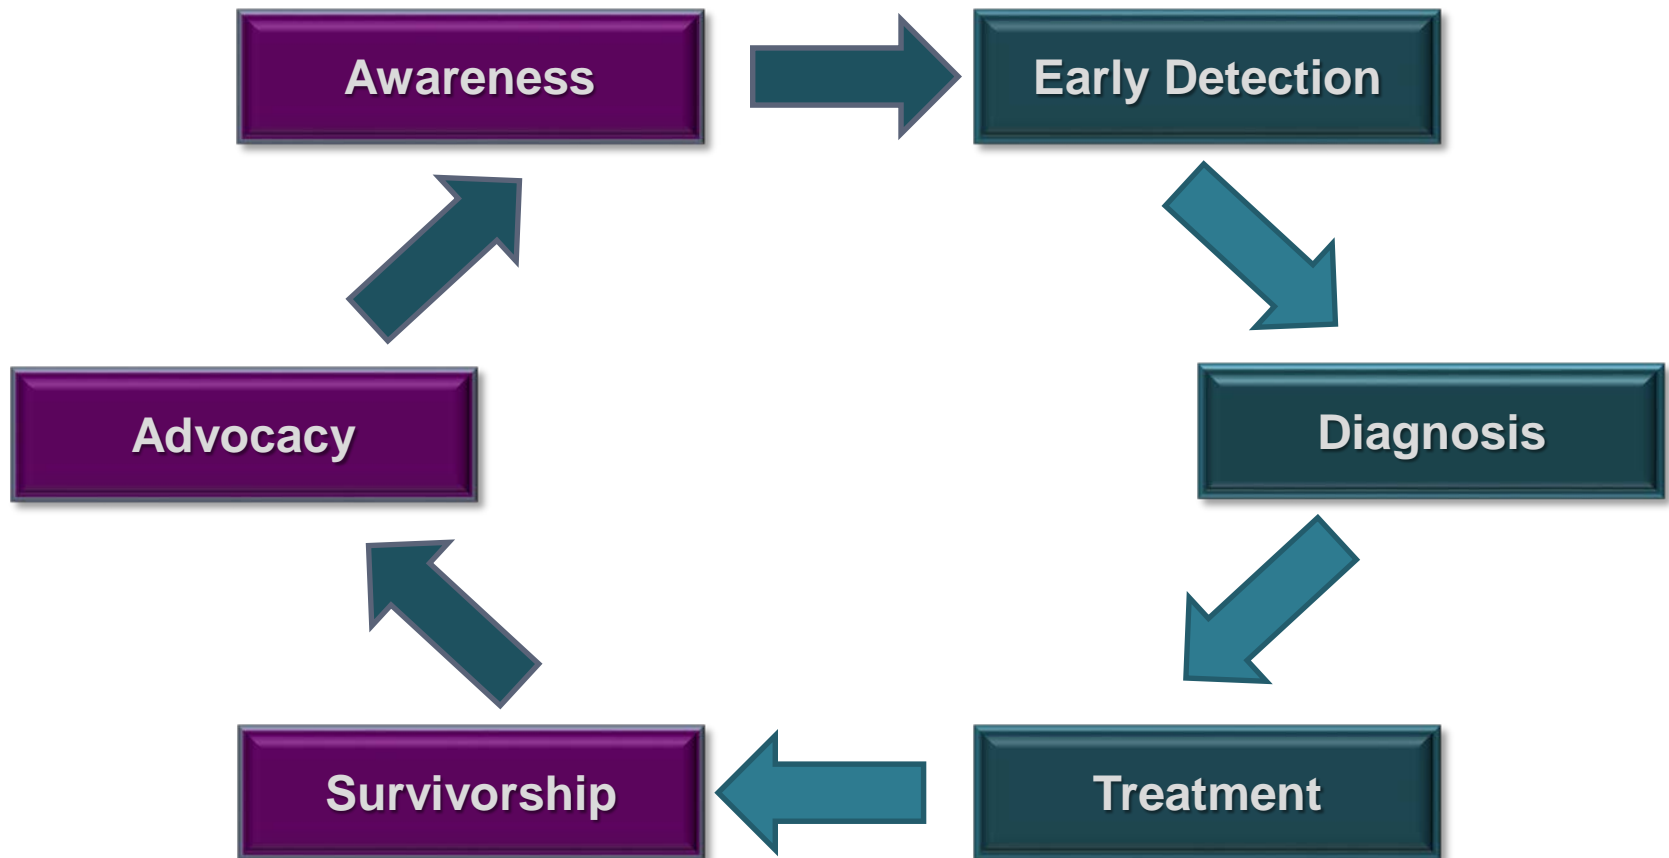 Awareness
Early Detection
Advocacy
Diagnosis
Survivorship
Treatment